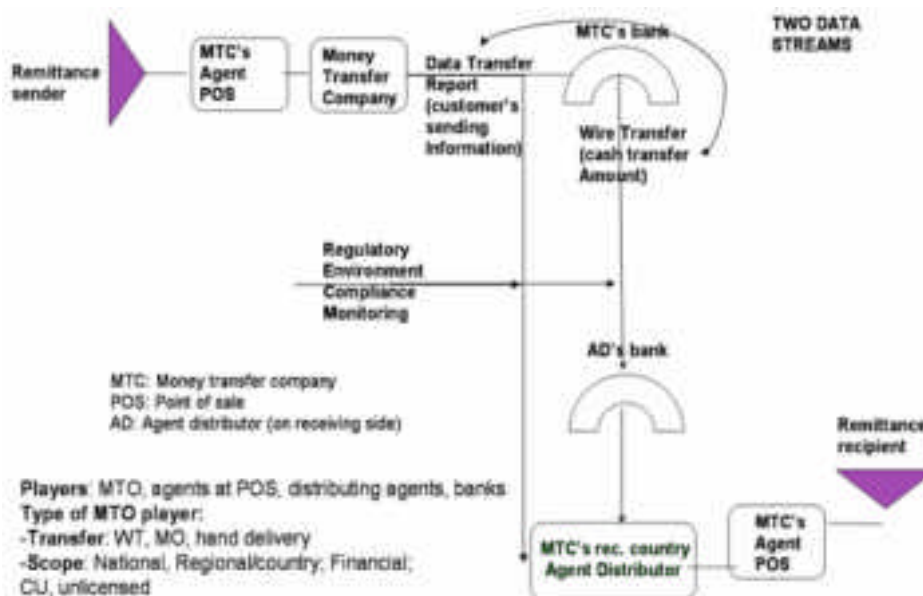 TWO DATA
STREAMS
MTC's bank
Remittance
sender
MTC's
Agent
POS
Money
Transfer
Company
Data Transfer
Report
(customer's
sending
Information)
Wire Transfer
(cash transfer
Amount)
Regulatory
Environment
Compliance
Monitoring
AD's bank
MTC: Money transfer company
POS: Point of sale
AD: Agent distributor (on receiving side)
Remittance
recipient
Players: MTO, agents at POS, distributing agents, banks
Type of MTO player:
-Transfer: WT, MO, hand delivery
-Scope: National, Regional/country; Financial;
CU, unlicensed
MTC's rec. country
Agent Distributor
MTC's
Agent
POS